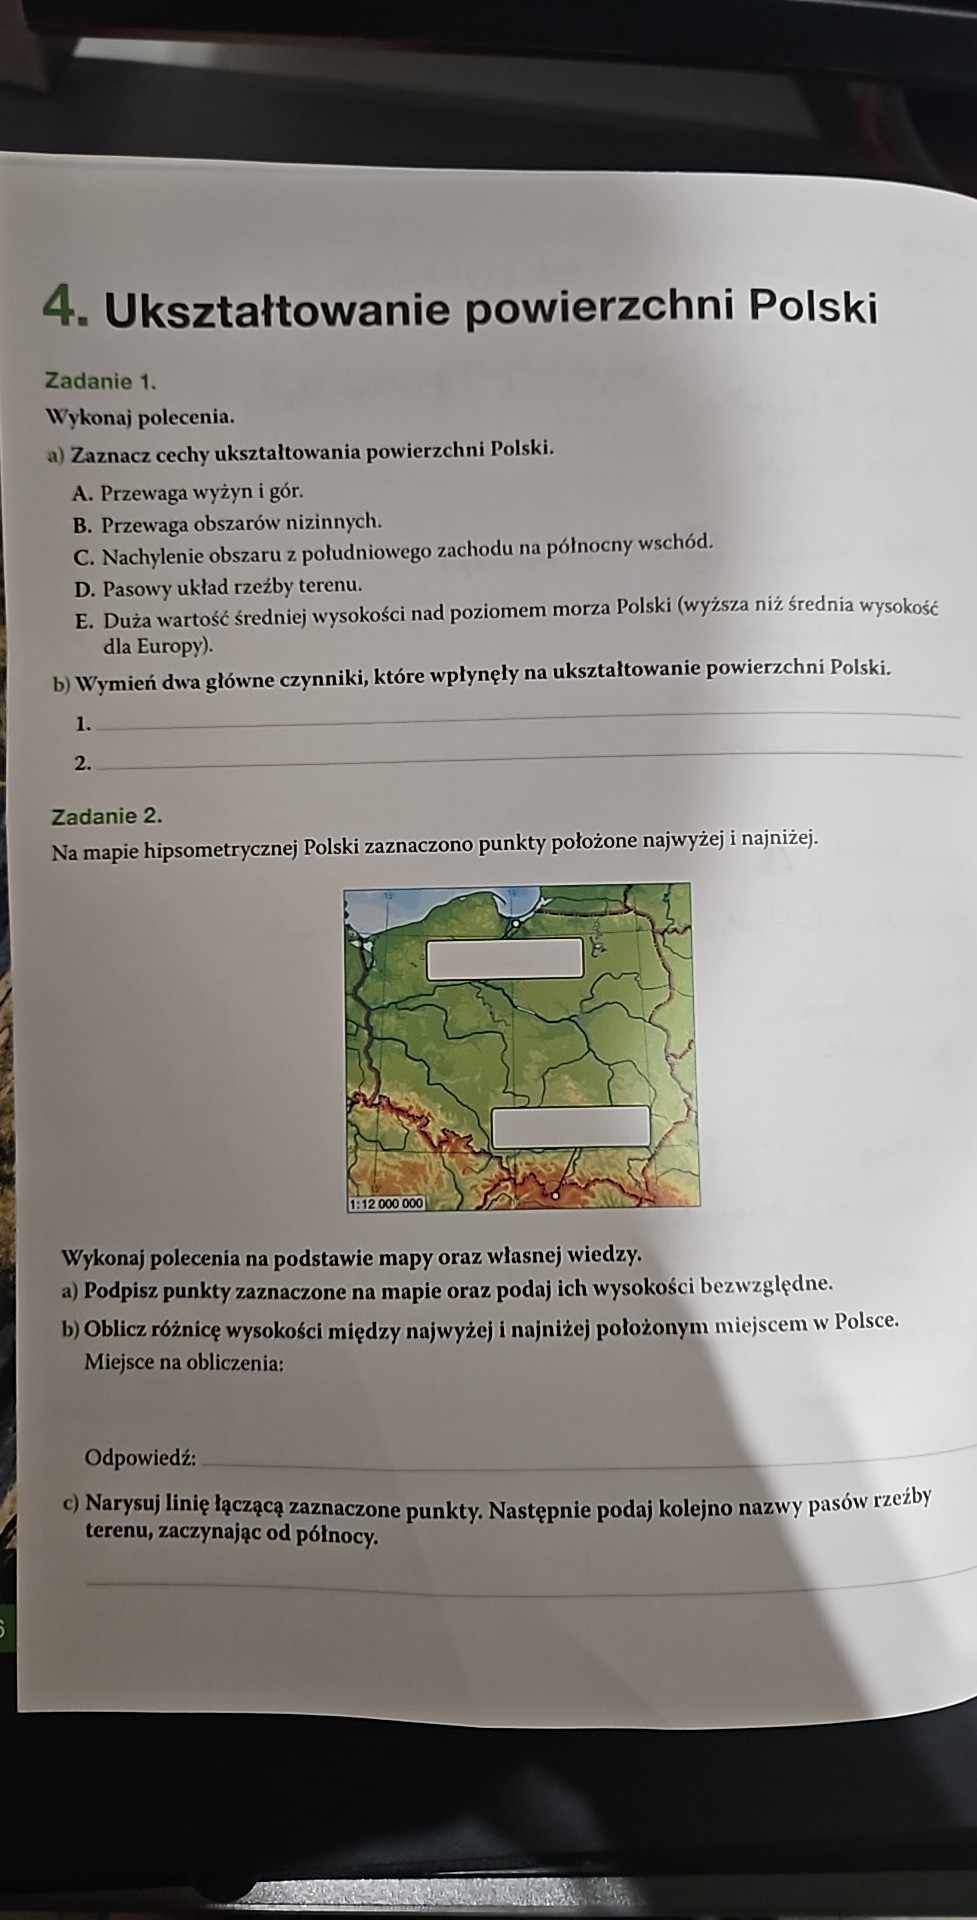 4. Ukształtowanie powierzchni Polski
Zadanie 1.
Wykonaj polecenia.
a) Zaznacz cechy ukształtowania powierzchni Polski.
A. Przewaga wyżyn i gór.
B. Przewaga obszarów nizinnych.
C. Nachylenie obszaru z południowego zachodu na północny wschód.
D. Pasowy układ rzeźby terenu.
E. Duża wartość średniej wysokości nad poziomem morza Polski (wyższa niż średnia wysokość
dla Europy).
b) Wymień dwa główne czynniki, które wpłynęły na ukształtowanie powierzchni Polski.
1.
2.
Zadanie 2.
Na mapie hipsometrycznej Polski zaznaczono punkty położone najwyżej i najniżej.
1:12 000 000
Wykonaj polecenia na podstawie mapy oraz własnej wiedzy.
a) Podpisz punkty zaznaczone na mapie oraz podaj ich wysokości bezwzględne.
b) Oblicz różnicę wysokości między najwyżej i najniżej położonym miejscem w Polsce.
Miejsce na obliczenia:
Odpowiedź:
c) Narysuj linię łączącą zaznaczone punkty. Następnie podaj kolejno nazwy pasów rzeźby
terenu, zaczynając od północy.